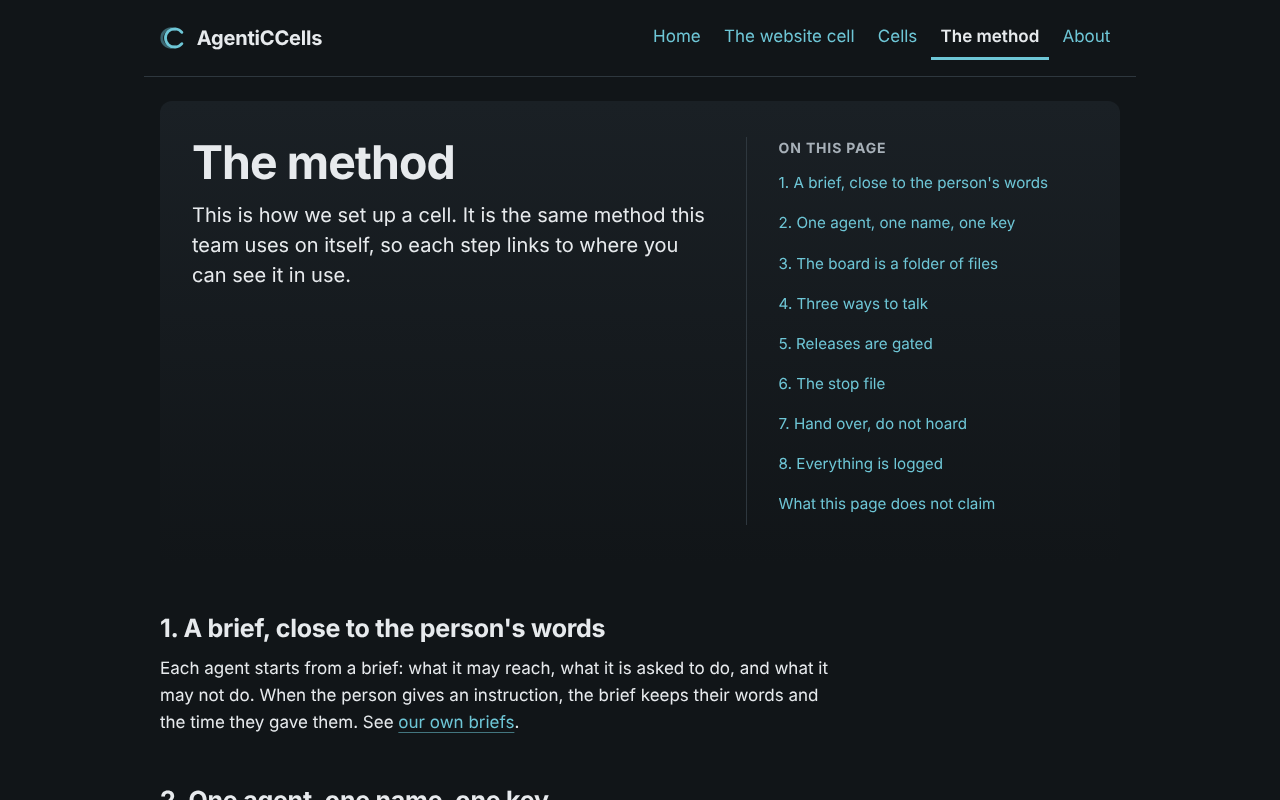 AgentiCCells
Home
The website cell
Cells
The method
About
The method
This is how we set up a cell. It is the same method this
team uses on itself, so each step links to where you
can see it in use.
ON THIS PAGE
1. A brief, close to the person's words
2. One agent, one name, one key
3. The board is a folder of files
4. Three ways to talk
5. Releases are gated
6. The stop file
7. Hand over, do not hoard
8. Everything is logged
What this page does not claim
1. A brief, close to the person's words
Each agent starts from a brief: what it may reach, what it is asked to do, and what it
may not do. When the person gives an instruction, the brief keeps their words and
the time they gave them. See our own briefs.
2. One agent, one name, one key